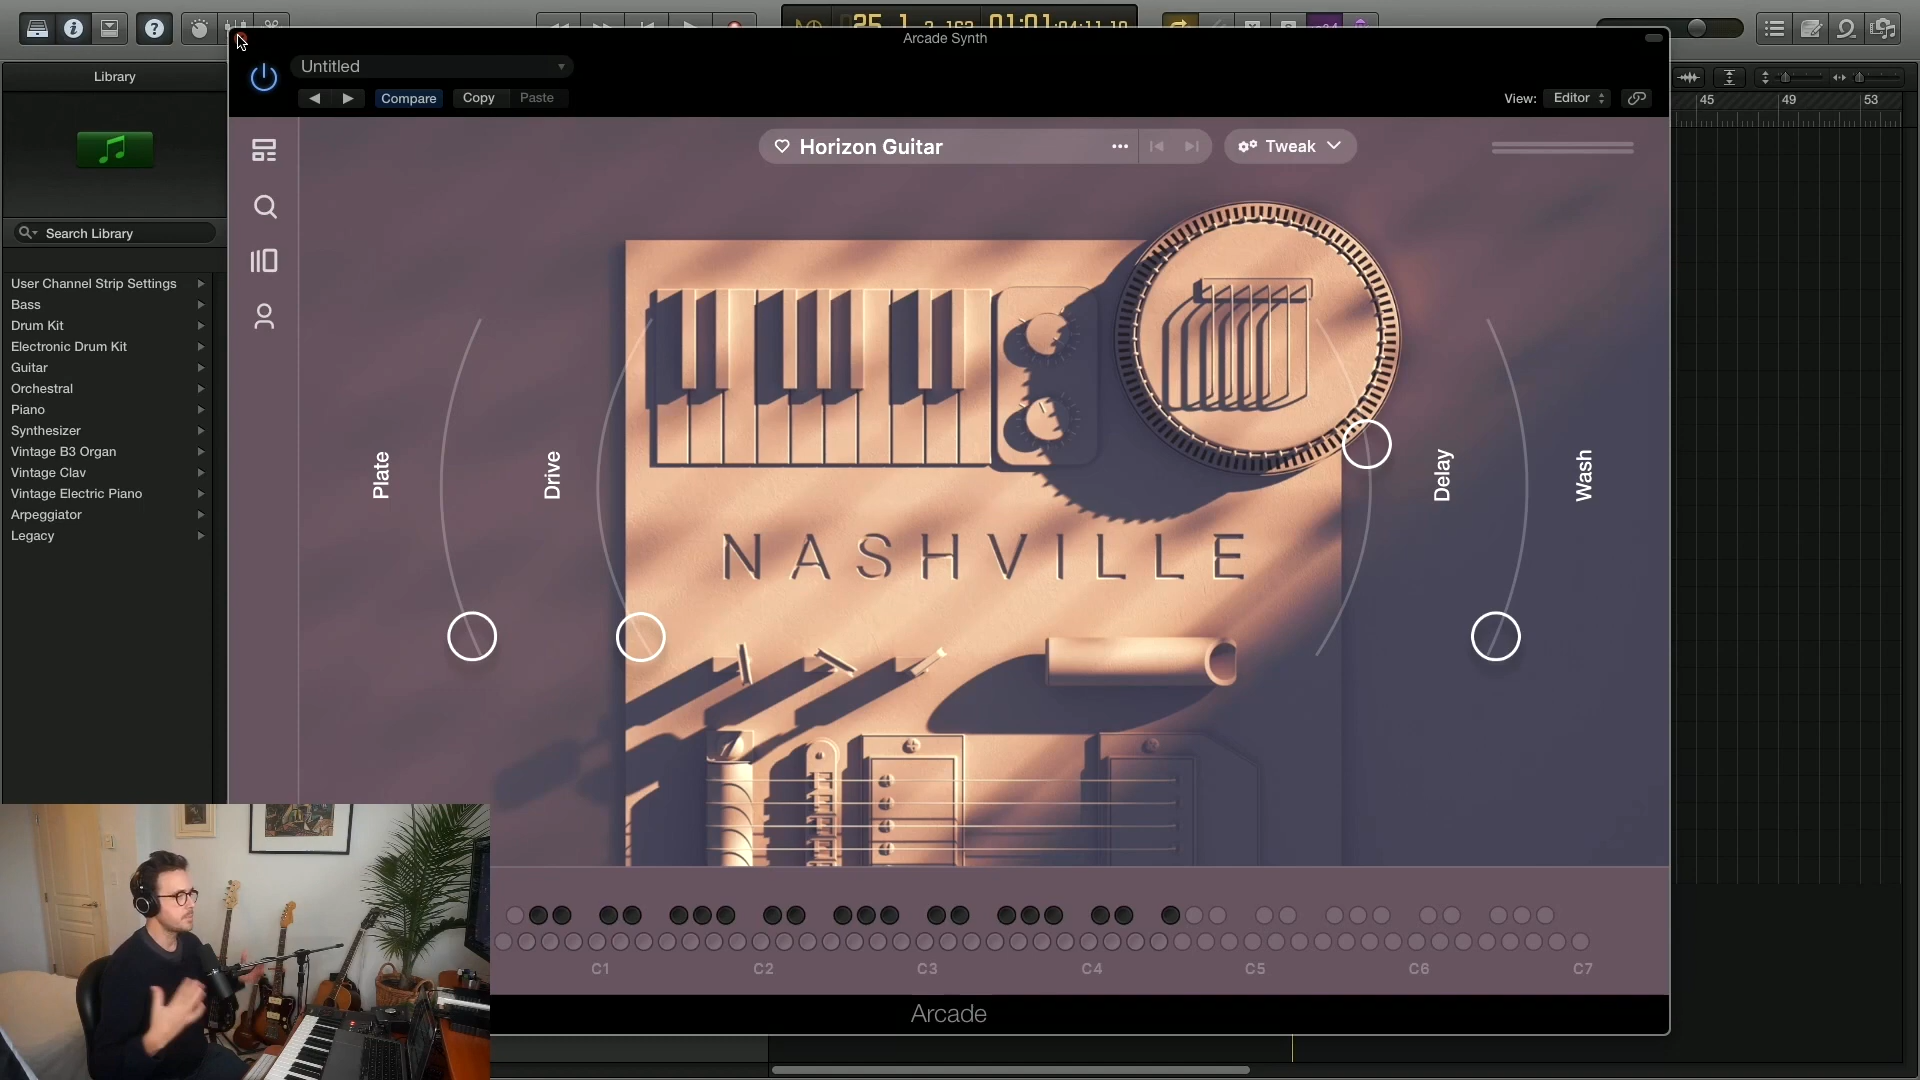 Arcade Synth
Library
Untitled
Compare
Copy
Paste
View:
Editor
45
49
53
Horizon Guitar
Tweak
Search Library
User Channel Strip Settings
Bass
Drum Kit
Electronic Drum Kit
Guitar
Orchestral
Piano
Synthesizer
Vintage B3 Organ
Vintage Clav
Vintage Electric Piano
Arpeggiator
Legacy
Plate
Drive
Delay
Wash
NASHVILLE
C1
C2
C3
C4
C5
C6
C7
Arcade